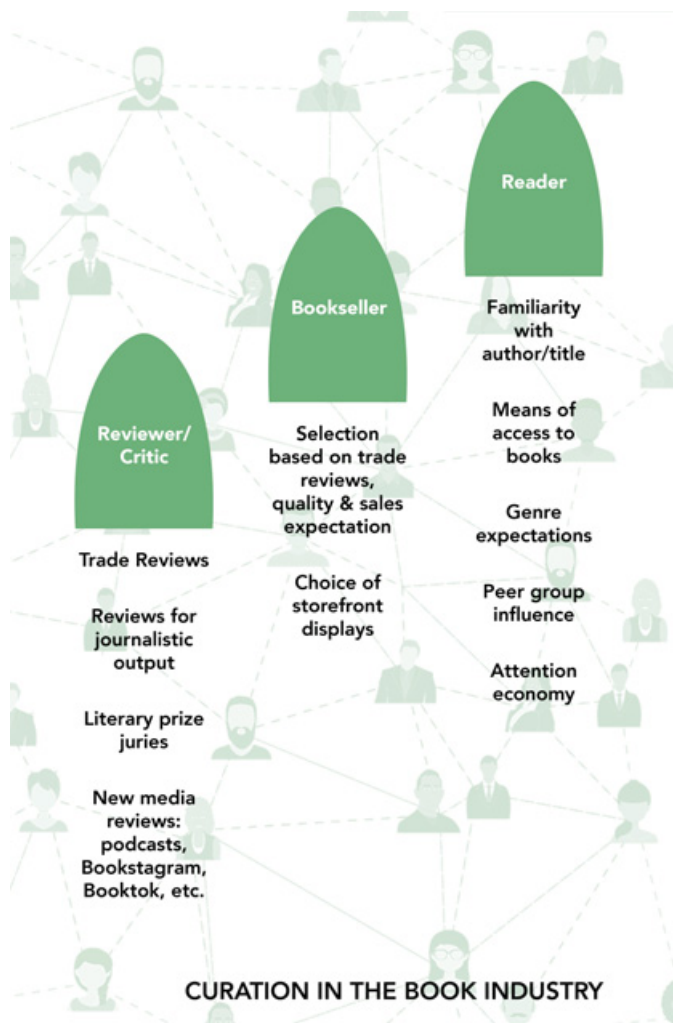 Reader
Familiarity
with
author/title
Means of
access to
books
Genre
expectations
Peer group
influence
Attention
economy
Bookseller
Selection
based on trade
reviews,
quality & sales
expectation
Choice of
storefront
displays
Reviewer/
Critic
Trade Reviews
Reviews for
journalistic
output
Literary prize
juries
New media
reviews:
podcasts,
Bookstagram,
Booktok, etc.
CURATION IN THE BOOK INDUSTRY